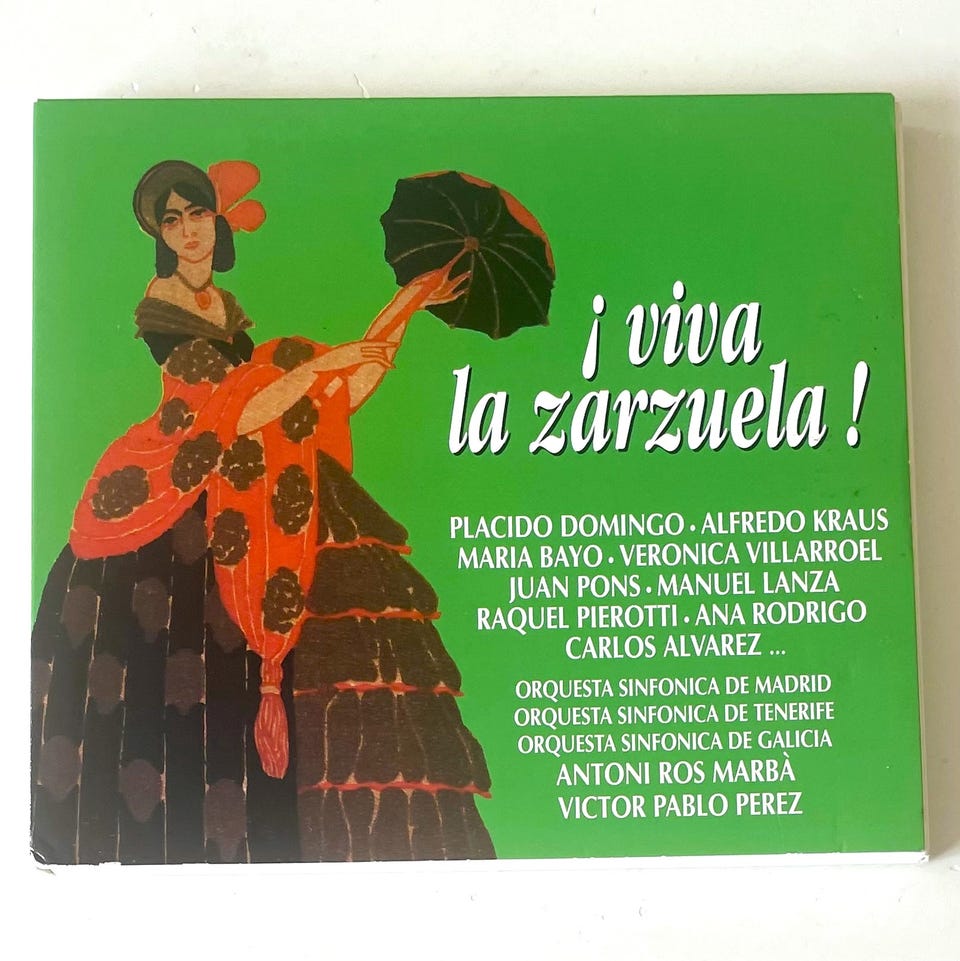 ¡ viva
la zarzuela !
PLACIDO DOMINGO • ALFREDO KRAUS
MARIA BAYO • VERONICA VILLARROEL
JUAN PONS • MANUEL LANZA
RAQUEL PIEROTTI • ANA RODRIGO
CARLOS ALVAREZ ...
ORQUESTA SINFONICA DE MADRID
ORQUESTA SINFONICA DE TENERIFE
ORQUESTA SINFONICA DE GALICIA
ANTONI ROS MARBÀ
VICTOR PABLO PEREZ